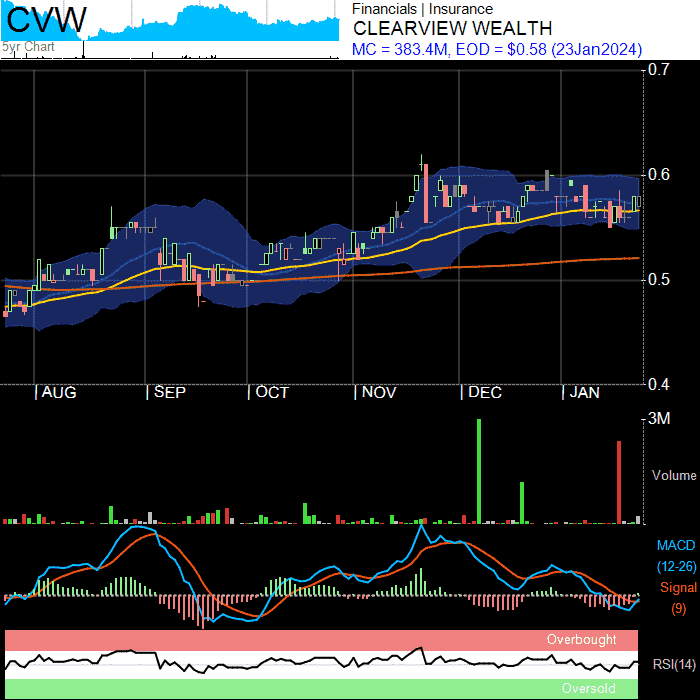 CVW
5yr Chart
Financials | Insurance
CLEARVIEW WEALTH
MC = 383.4M, EOD = $0.58 (23Jan2024)
0.7
0.6
0.5
0.4
| AUG | SEP | OCT | NOV | DEC | JAN
3M
Volume
MACD
(12-26)
Signal
(9)
Overbought
RSI(14)
Oversold